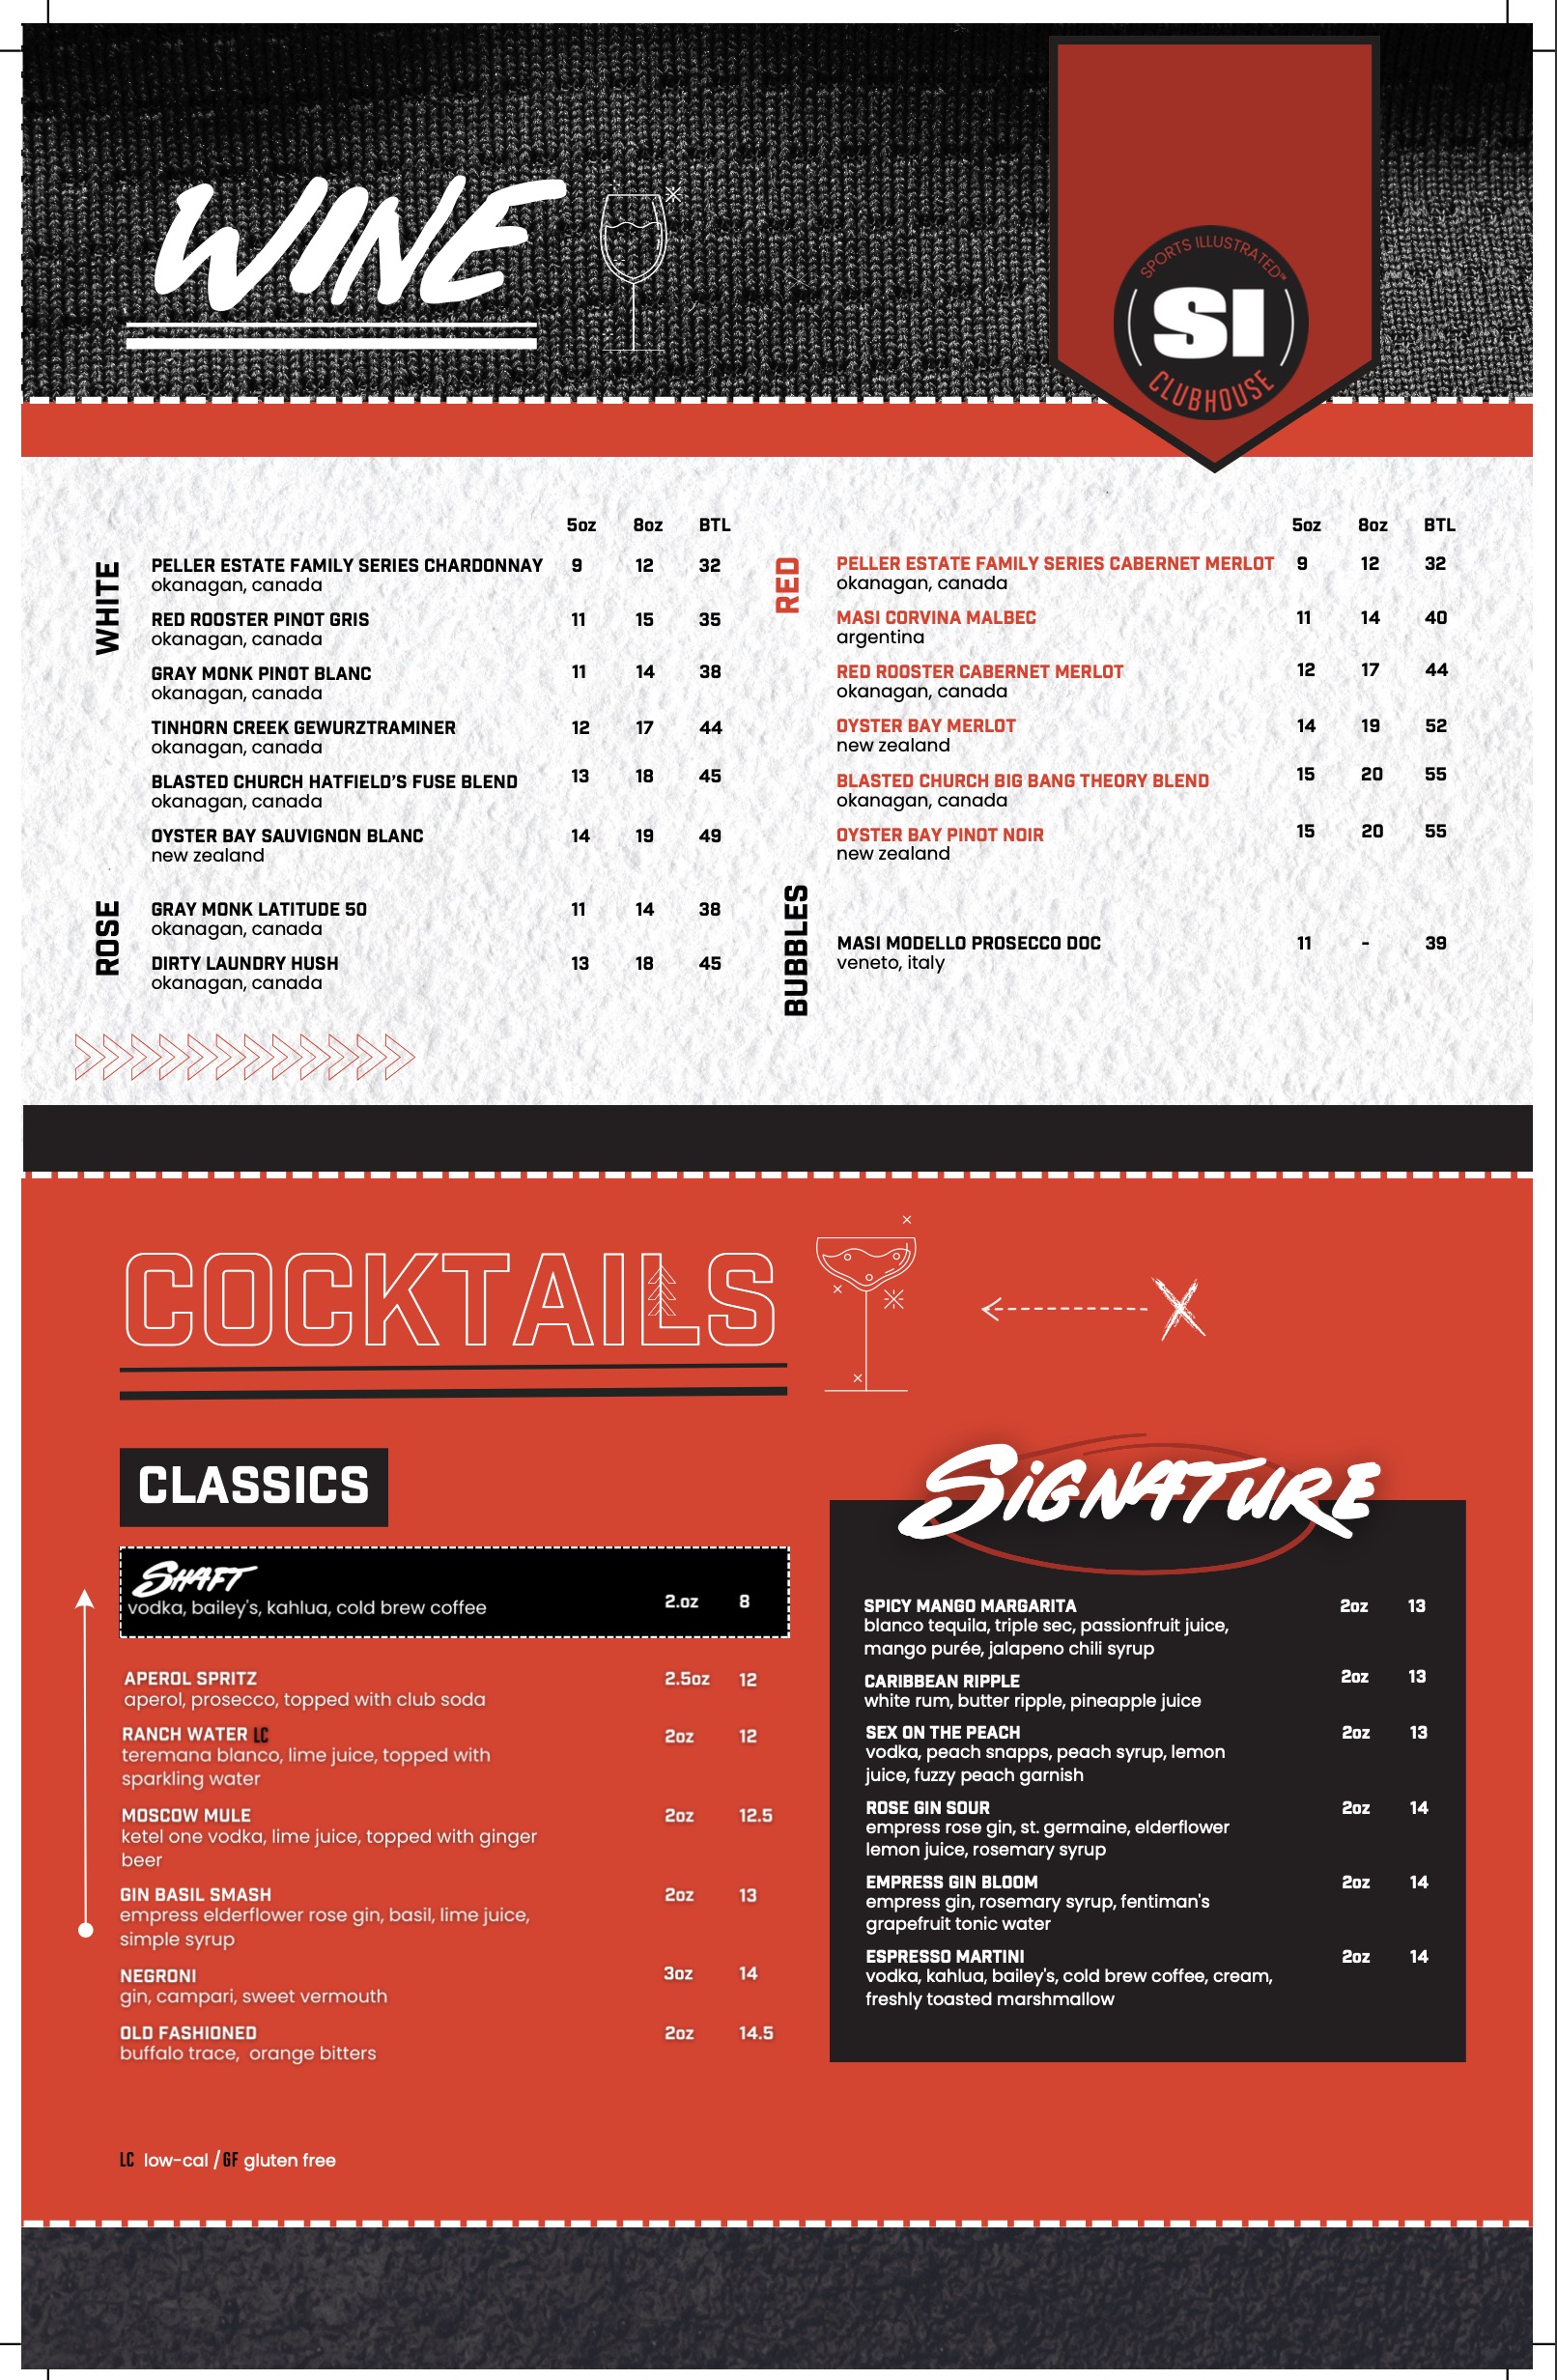 WINE
SPORTS ILLUSTRATED™
SI
CLUBHOUSE
5oz 8oz BTL
WHITE
PELLER ESTATE FAMILY SERIES CHARDONNAY 9 12 32
okanagan, canada
RED ROOSTER PINOT GRIS 11 15 35
okanagan, canada
GRAY MONK PINOT BLANC 11 14 38
okanagan, canada
TINHORN CREEK GEWURZTRAMINER 12 17 44
okanagan, canada
BLASTED CHURCH HATFIELD'S FUSE BLEND 13 18 45
okanagan, canada
OYSTER BAY SAUVIGNON BLANC 14 19 49
new zealand
ROSE
GRAY MONK LATITUDE 50 11 14 38
okanagan, canada
DIRTY LAUNDRY HUSH 13 18 45
okanagan, canada
5oz 8oz BTL
RED
PELLER ESTATE FAMILY SERIES CABERNET MERLOT 9 12 32
okanagan, canada
MASI CORVINA MALBEC 11 14 40
argentina
RED ROOSTER CABERNET MERLOT 12 17 44
okanagan, canada
OYSTER BAY MERLOT 14 19 52
new zealand
BLASTED CHURCH BIG BANG THEORY BLEND 15 20 55
okanagan, canada
OYSTER BAY PINOT NOIR 15 20 55
new zealand
BUBBLES
MASI MODELLO PROSECCO DOC 11 - 39
veneto, italy
COCKTAILS
CLASSICS
SHAFT
vodka, bailey's, kahlua, cold brew coffee 2.oz 8
APEROL SPRITZ 2.5oz 12
aperol, prosecco, topped with club soda
RANCH WATER LC 2oz 12
teremana blanco, lime juice, topped with
sparkling water
MOSCOW MULE 2oz 12.5
ketel one vodka, lime juice, topped with ginger
beer
GIN BASIL SMASH 2oz 13
empress elderflower rose gin, basil, lime juice,
simple syrup
NEGRONI 3oz 14
gin, campari, sweet vermouth
OLD FASHIONED 2oz 14.5
buffalo trace, orange bitters
LC low-cal / GF gluten free
SiGNATURE
SPICY MANGO MARGARITA 2oz 13
blanco tequila, triple sec, passionfruit juice,
mango purée, jalapeno chili syrup
CARIBBEAN RIPPLE 2oz 13
white rum, butter ripple, pineapple juice
SEX ON THE PEACH 2oz 13
vodka, peach snapps, peach syrup, lemon
juice, fuzzy peach garnish
ROSE GIN SOUR 2oz 14
empress rose gin, st. germaine, elderflower
lemon juice, rosemary syrup
EMPRESS GIN BLOOM 2oz 14
empress gin, rosemary syrup, fentiman's
grapefruit tonic water
ESPRESSO MARTINI 2oz 14
vodka, kahlua, bailey's, cold brew coffee, cream,
freshly toasted marshmallow